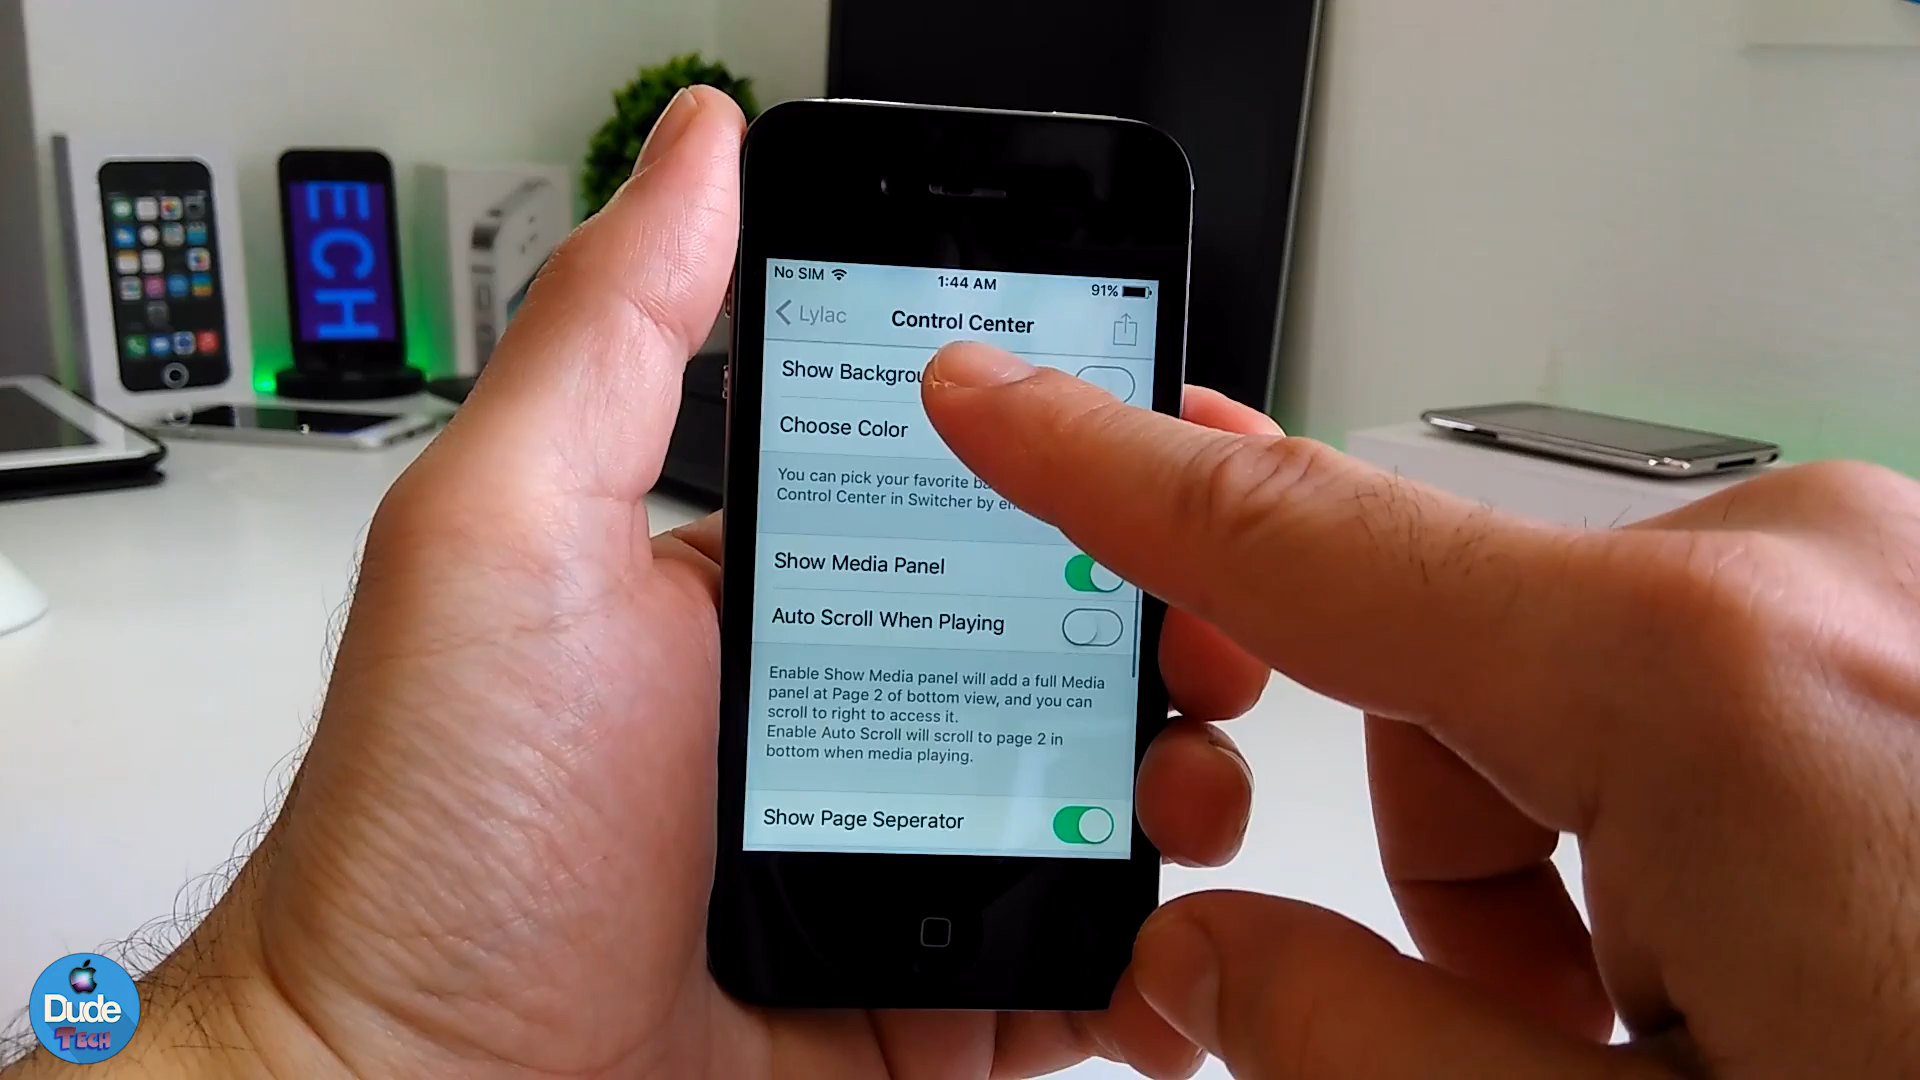 ECH
No SIM
1:44 AM
91%
Lylac
Control Center
Show
Choose Color
You can pick your favorite
Control Center in Switcher by
Show Media Panel
Auto Scroll When Playing
Enable Show Media panel will add a full Media
panel at Page 2 of bottom view, and you can
scroll to right to access it.
Enable Auto Scroll will scroll to page 2 in
bottom when media playing.
Show Page Seperator
Dude
TECH